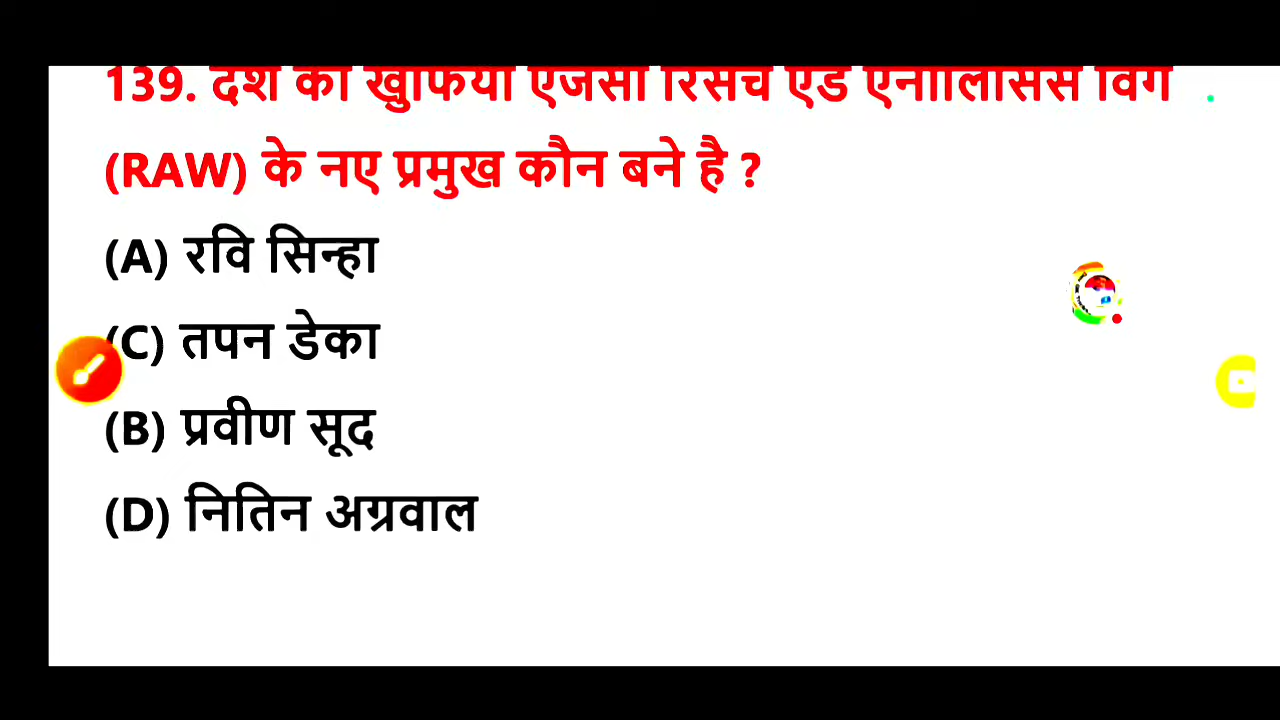 139. देश की खुफिया एजेंसी रिसर्च एंड एनालिसिस विंग
(RAW) के नए प्रमुख कौन बने है ?
(A) रवि सिन्हा
(C) तपन डेका
(B) प्रवीण सूद
(D) नितिन अग्रवाल